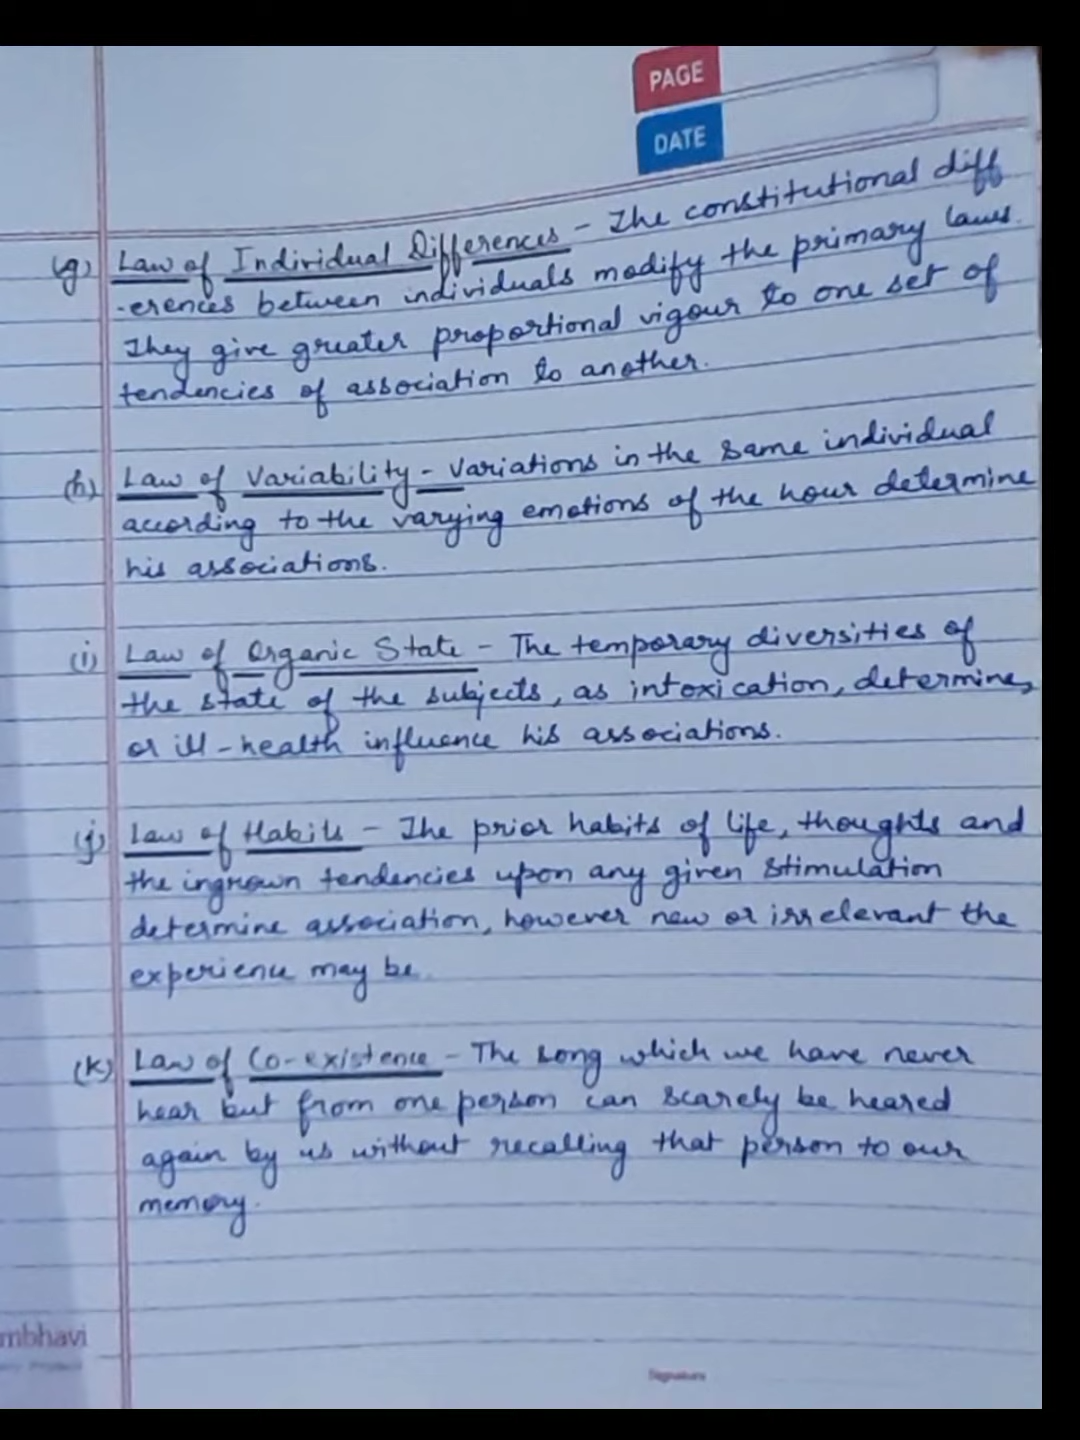 PAGE
DATE
(g) Law of Individual Differences - The constitutional diff
-erences between individuals modify the primary laws.
They give greater proportional vigour to one set of
tendencies of association to another.
(h) Law of Variability - Variations in the same individual
according to the varying emotions of the hour determine
his associations.
(i) Law of Organic State - The temporary diversities of
the state of the subjects, as intoxication, determine,
or ill-health influence his associations.
(j) Law of Habits - The prior habits of life, thoughts and
the ingrown tendencies upon any given stimulation
determine association, however new or irrelevant the
experience may be.
(k) Law of Co-existence - The song which we have never
hear but from one person can scarely be heared
again by us without recalling that person to our
memory.
mbhavi
Signature